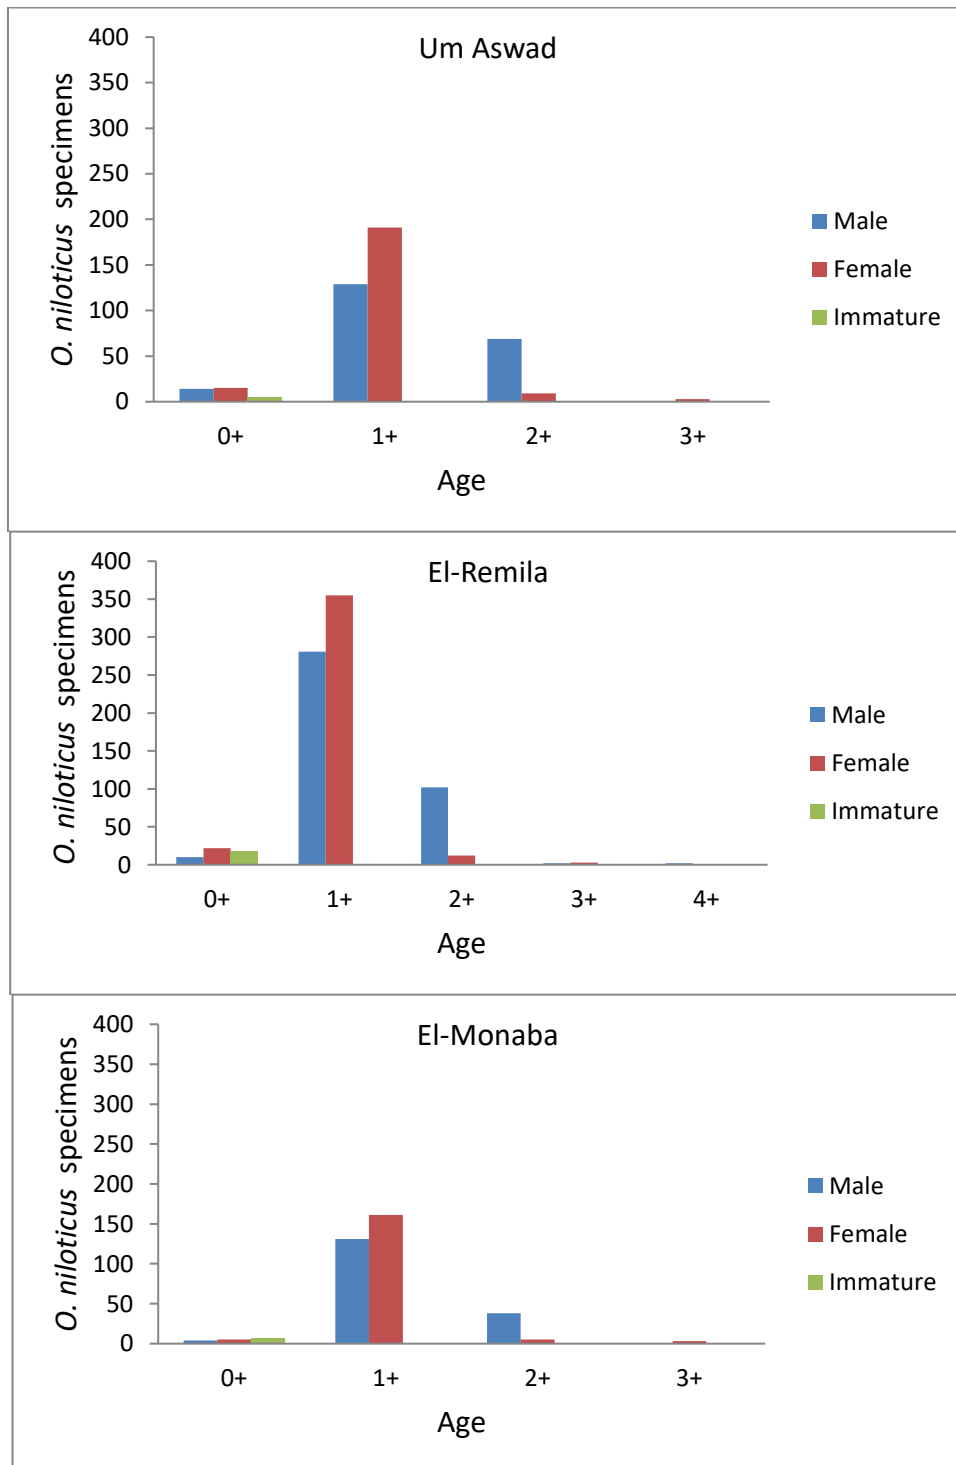 Um Aswad
400
350
300
250
200
150
100
50
0
O. niloticus specimens
0+ 1+ 2+ 3+
Age
Male
Female
Immature
El-Remila
400
350
300
250
200
150
100
50
0
O. niloticus specimens
0+ 1+ 2+ 3+ 4+
Age
Male
Female
Immature
El-Monaba
400
350
300
250
200
150
100
50
0
O. niloticus specimens
0+ 1+ 2+ 3+
Age
Male
Female
Immature